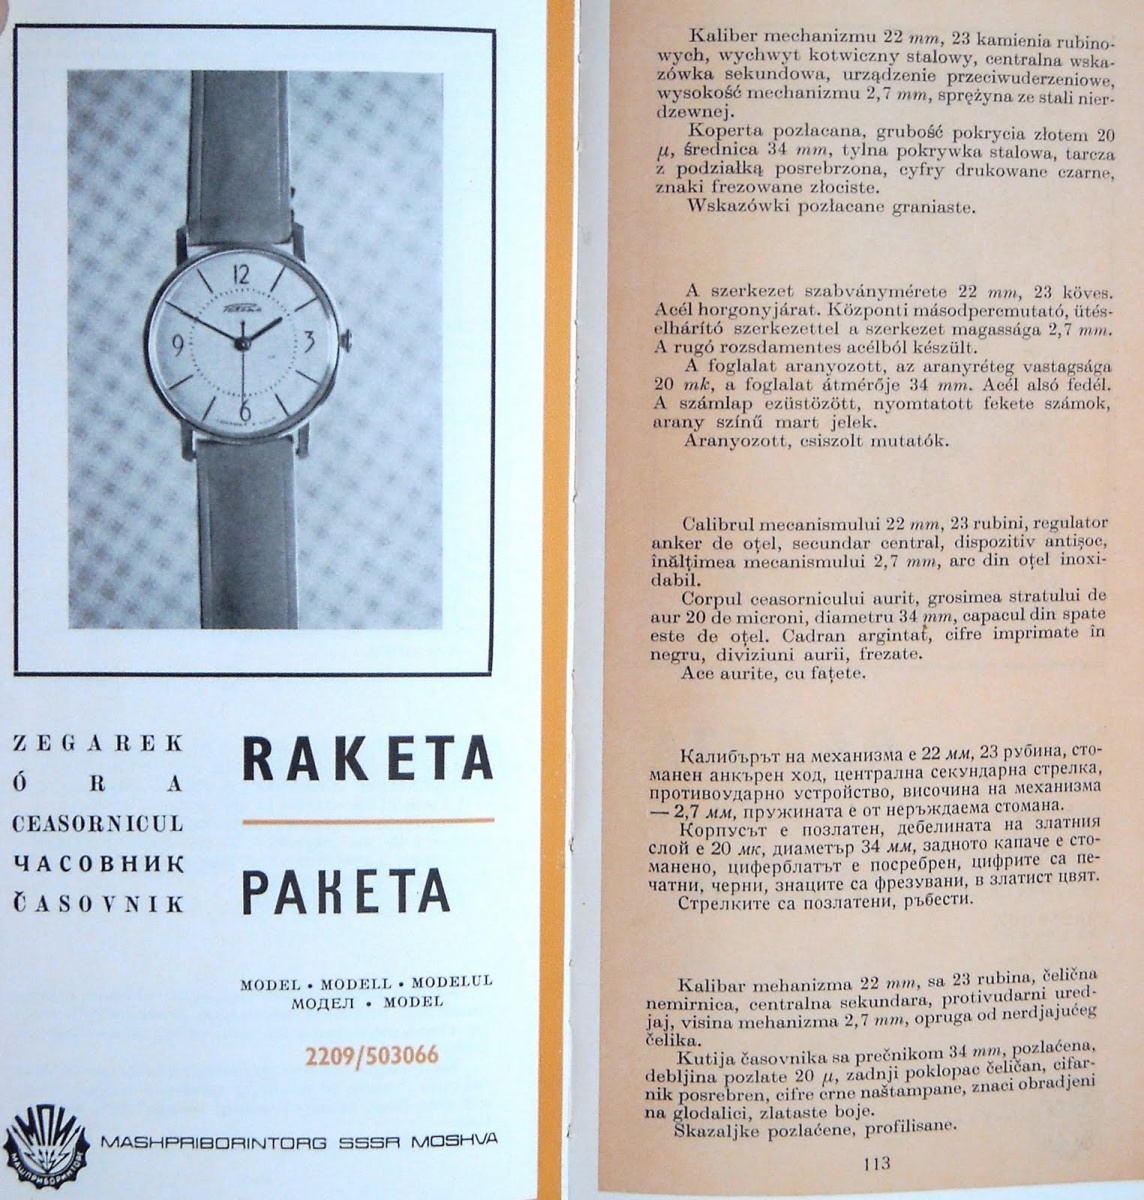 12
Ракета
9
3
6
ZEGAREK
ÓRA
CEASORNICUL
ЧАСОВНИК
ČASOVNIK
RAKETA
РАКЕТА
MODEL • MODELL • MODELUL
МОДЕЛ • MODEL
2209/503066
МПИ
МАШПРИБОРИНТОРГ
MASHPRIBORINTORG SSSR MOSHVA
Kaliber mechanizmu 22 mm, 23 kamienia rubino-
wych, wychwyt kotwiczny stalowy, centralna wska-
zówka sekundowa, urządzenie przeciwuderzeniowe,
wysokość mechanizmu 2,7 mm, sprężyna ze stali nier-
dzewnej.
Koperta pozłacana, grubość pokrycia złotem 20
μ, średnica 34 mm, tylna pokrywka stalowa, tarcza
z podziałką posrebrzona, cyfry drukowane czarne,
znaki frezowane złociste.
Wskazówki pozłacane graniaste.
A szerkezet szabványmérete 22 mm, 23 köves.
Acél horgonyjárat. Központi másodpercmutató, ütés-
elhárító szerkezettel a szerkezet magassága 2,7 mm.
A rugó rozsdamentes acélból készült.
A foglalat aranyozott, az aranyréteg vastagsága
20 mk, a foglalat átmérője 34 mm. Acél alsó fedél.
A számlap ezüstözött, nyomtatott fekete számok,
arany színű mart jelek.
Aranyozott, csiszolt mutatók.
Calibrul mecanismului 22 mm, 23 rubini, regulator
anker de oțel, secundar central, dispozitiv antișoc,
înălțimea mecanismului 2,7 mm, arc din oțel inoxi-
dabil.
Corpul ceasornicului aurit, grosimea stratului de
aur 20 de microni, diametru 34 mm, capacul din spate
este de oțel. Cadran argintat, cifre imprimate în
negru, diviziuni aurii, frezate.
Ace aurite, cu fațete.
Калибърът на механизма е 22 мм, 23 рубина, сто-
манен анкърен ход, централна секундарна стрелка,
противоударно устройство, височина на механизма
— 2,7 мм, пружината е от неръждаема стомана.
Корпусът е позлатен, дебелината на златния
слой е 20 мк, диаметър 34 мм, задното капаче е сто-
манено, циферблатът е посребрен, цифрите са пе-
чатни, черни, знаците са фрезувани, в златист цвят.
Стрелките са позлатени, ръбести.
Kalibar mehanizma 22 mm, sa 23 rubina, čelična
nemirnica, centralna sekundara, protivudarni ured-
jaj, visina mehanizma 2,7 mm, opruga od nerdjajućeg
čelika.
Kutija časovnika sa prečnikom 34 mm, pozlaćena,
debljina pozlate 20 μ, zadnji poklopac čeličan, cifar-
nik posrebren, cifre crne naštampane, znaci obradjeni
na glodalici, zlataste boje.
Skazaljke pozlaćene, profilisane.
113